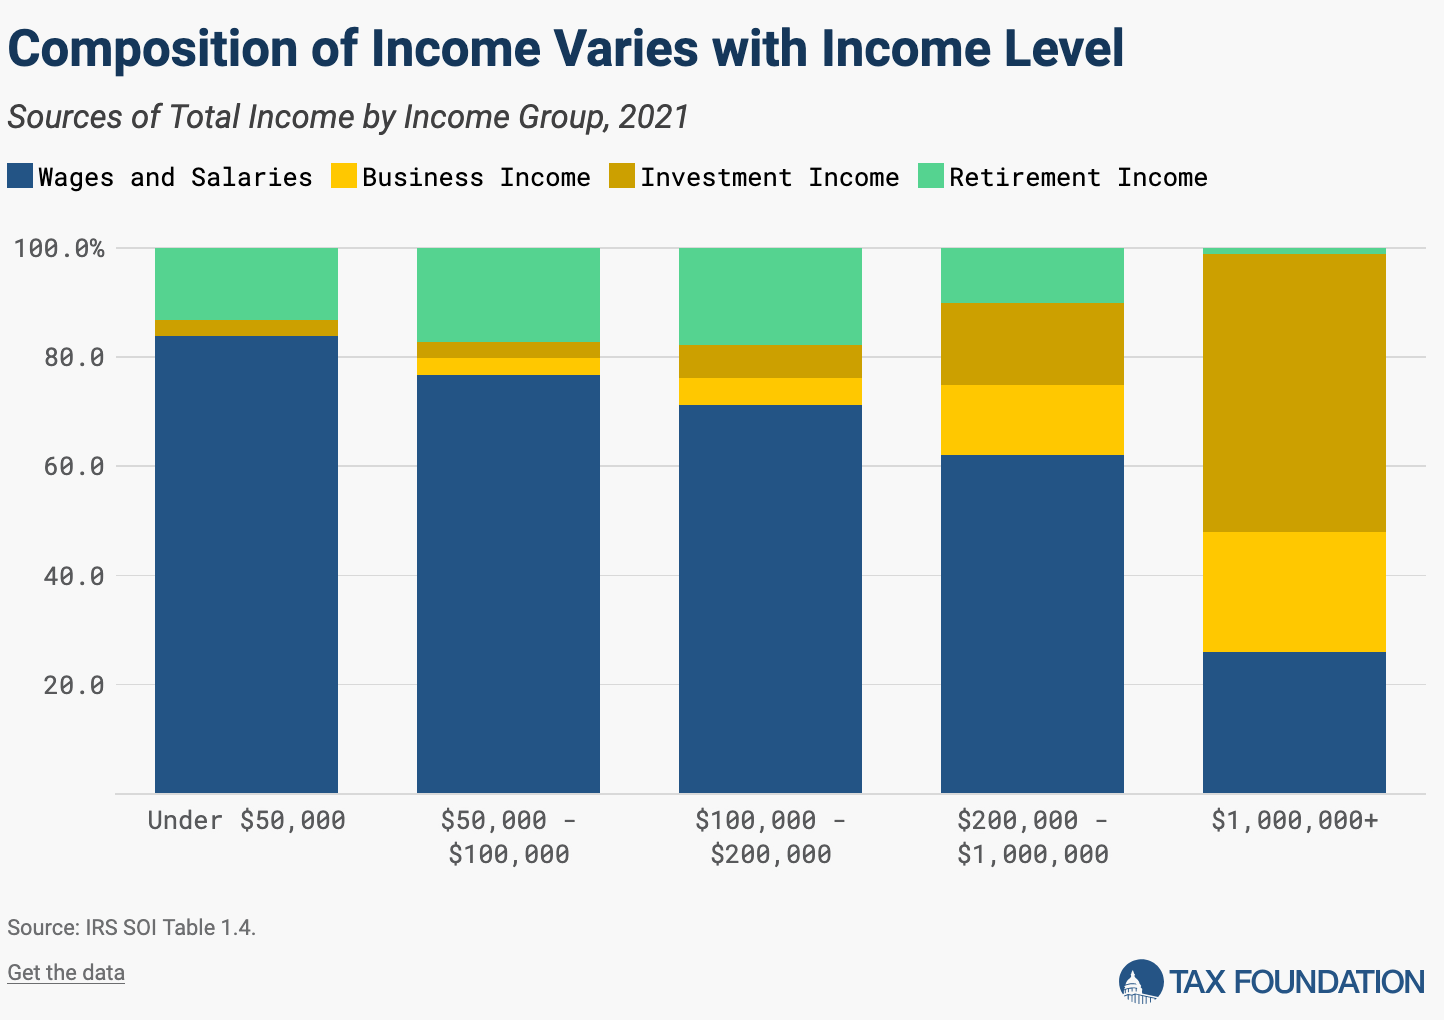 Composition of Income Varies with Income Level
Sources of Total Income by Income Group, 2021
Wages and Salaries Business Income Investment Income Retirement Income
100.0%
80.0
60.0
40.0
20.0
Under $50,000
$50,000 -
$100,000
$100,000 -
$200,000
$200,000 -
$1,000,000
$1,000,000+
Source: IRS SOI Table 1.4.
Get the data
TAX FOUNDATION